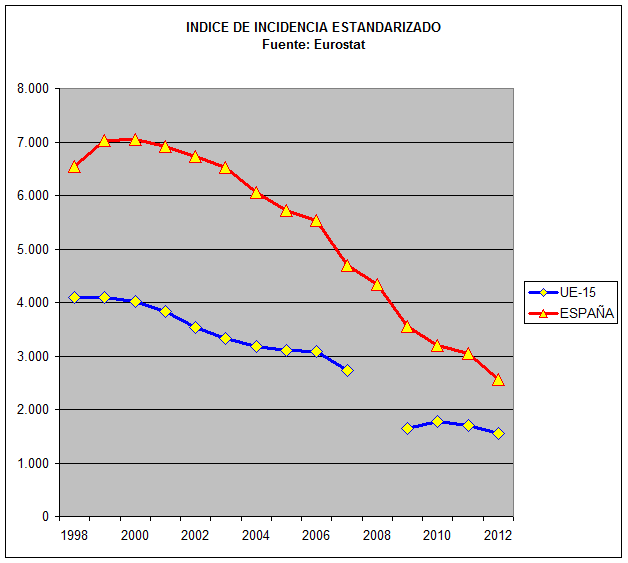 INDICE DE INCIDENCIA ESTANDARIZADO
Fuente: Eurostat
8.000
7.000
6.000
5.000
4.000
3.000
2.000
1.000
0
1998 2000 2002 2004 2006 2008 2010 2012
UE-15
ESPAÑA